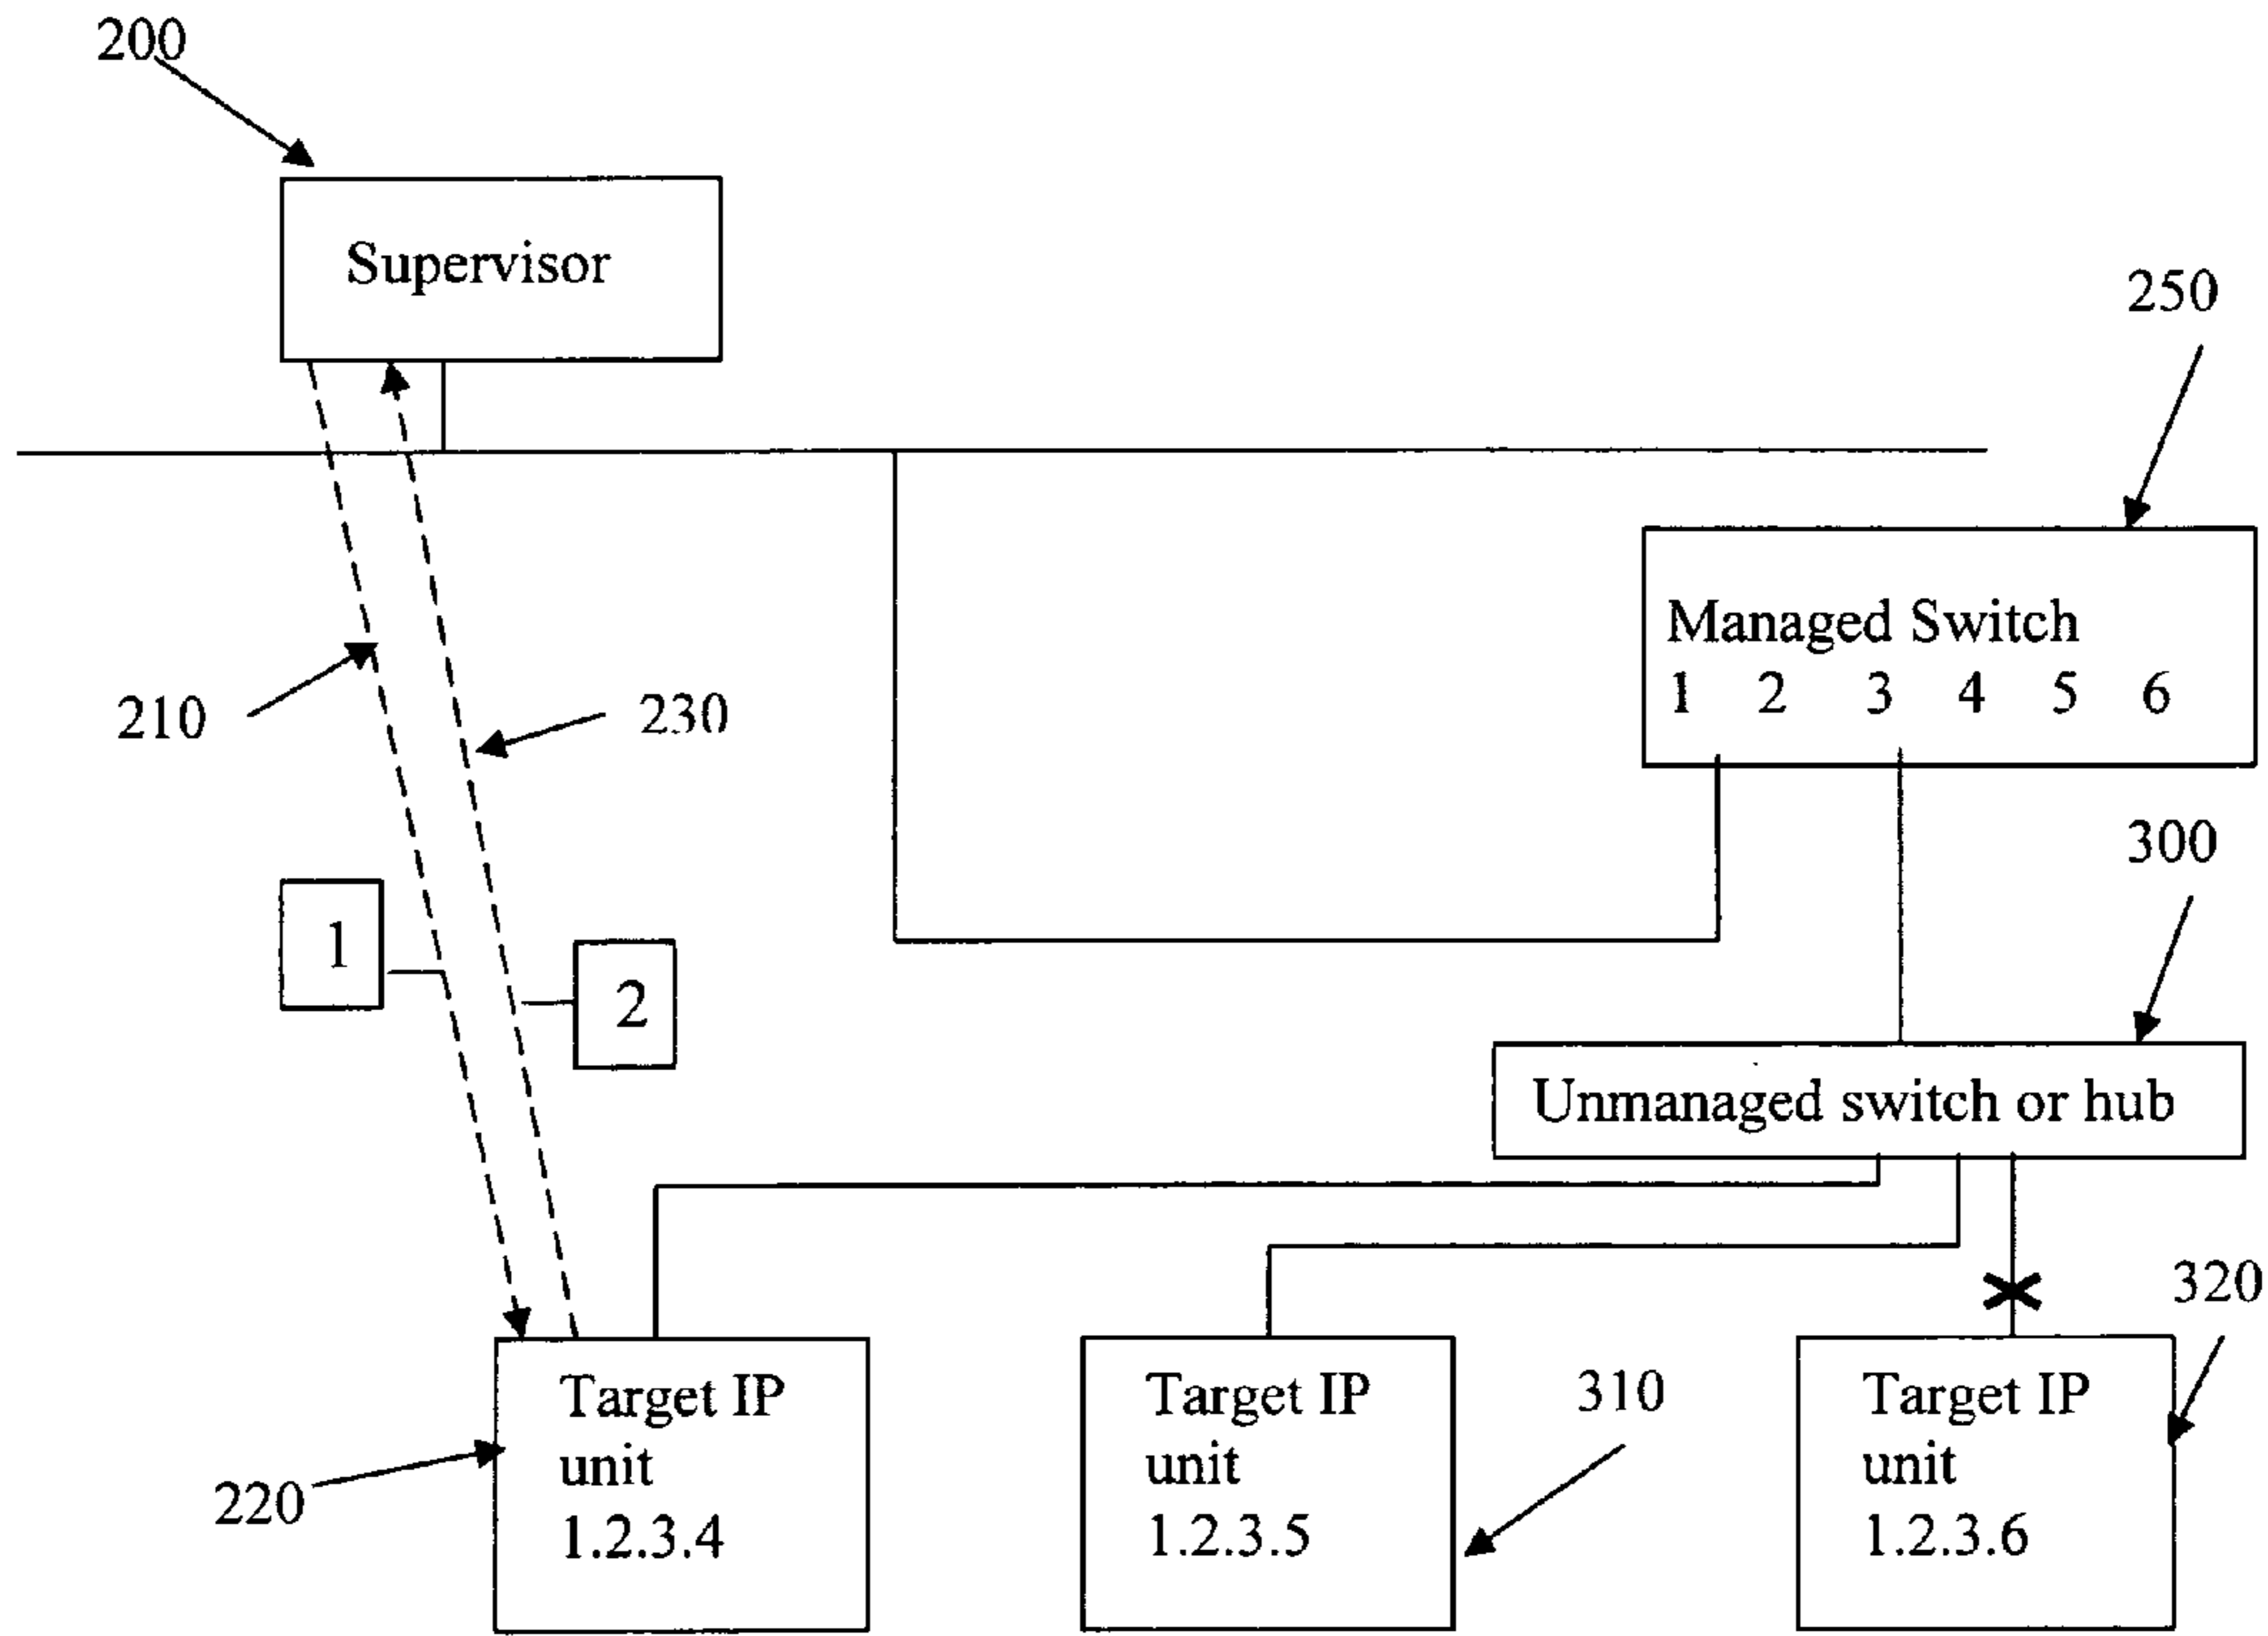 200
Supervisor
250
Managed Switch
1 2 3 4 5 6
210
230
300
1
2
Unmanaged switch or hub
320
Target IP
unit
1.2.3.4
220
Target IP
unit
1.2.3.5
310
Target IP
unit
1.2.3.6